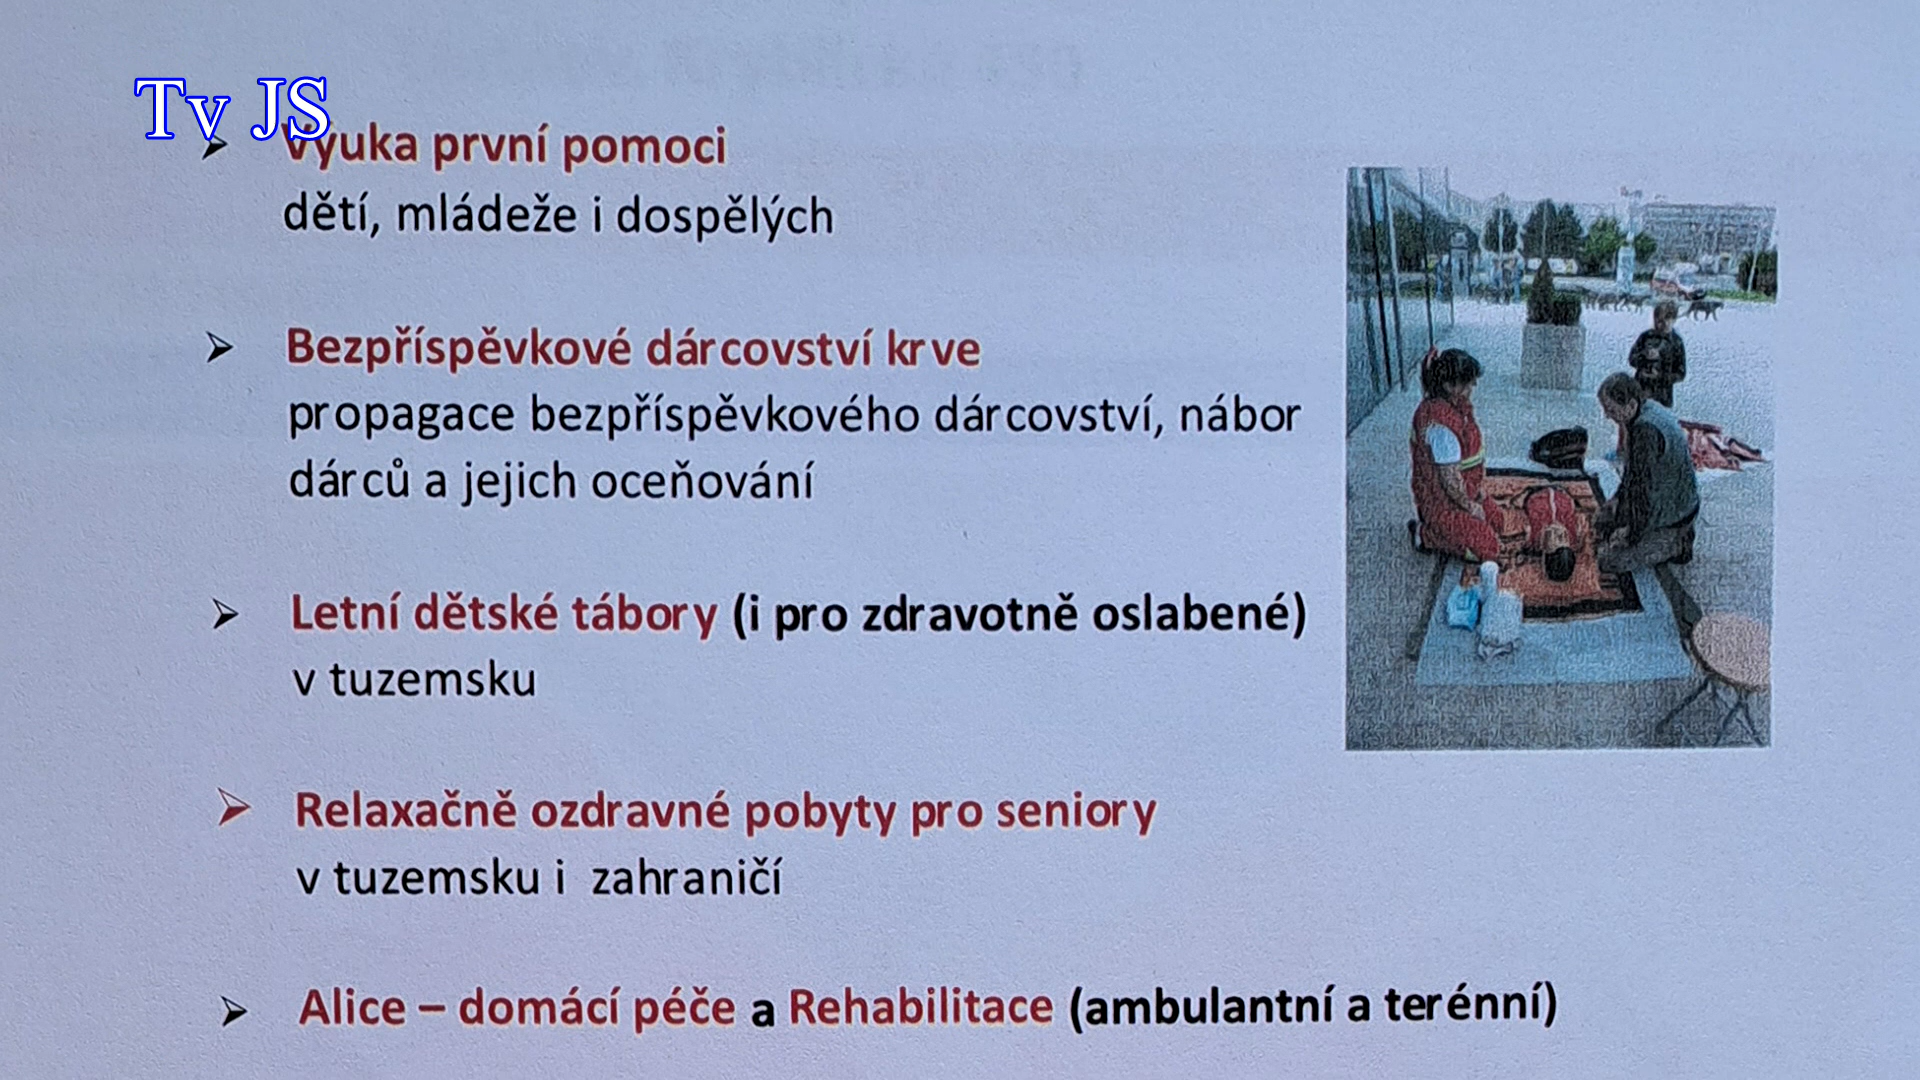 Tv JS
➢ Výuka první pomoci
dětí, mládeže i dospělých
➢ Bezpříspěvkové dárcovství krve
propagace bezpříspěvkového dárcovství, nábor
dárců a jejich oceňování
➢ Letní dětské tábory (i pro zdravotně oslabené)
v tuzemsku
➢ Relaxačně ozdravné pobyty pro seniory
v tuzemsku i zahraničí
➢ Alice – domácí péče a Rehabilitace (ambulantní a terénní)